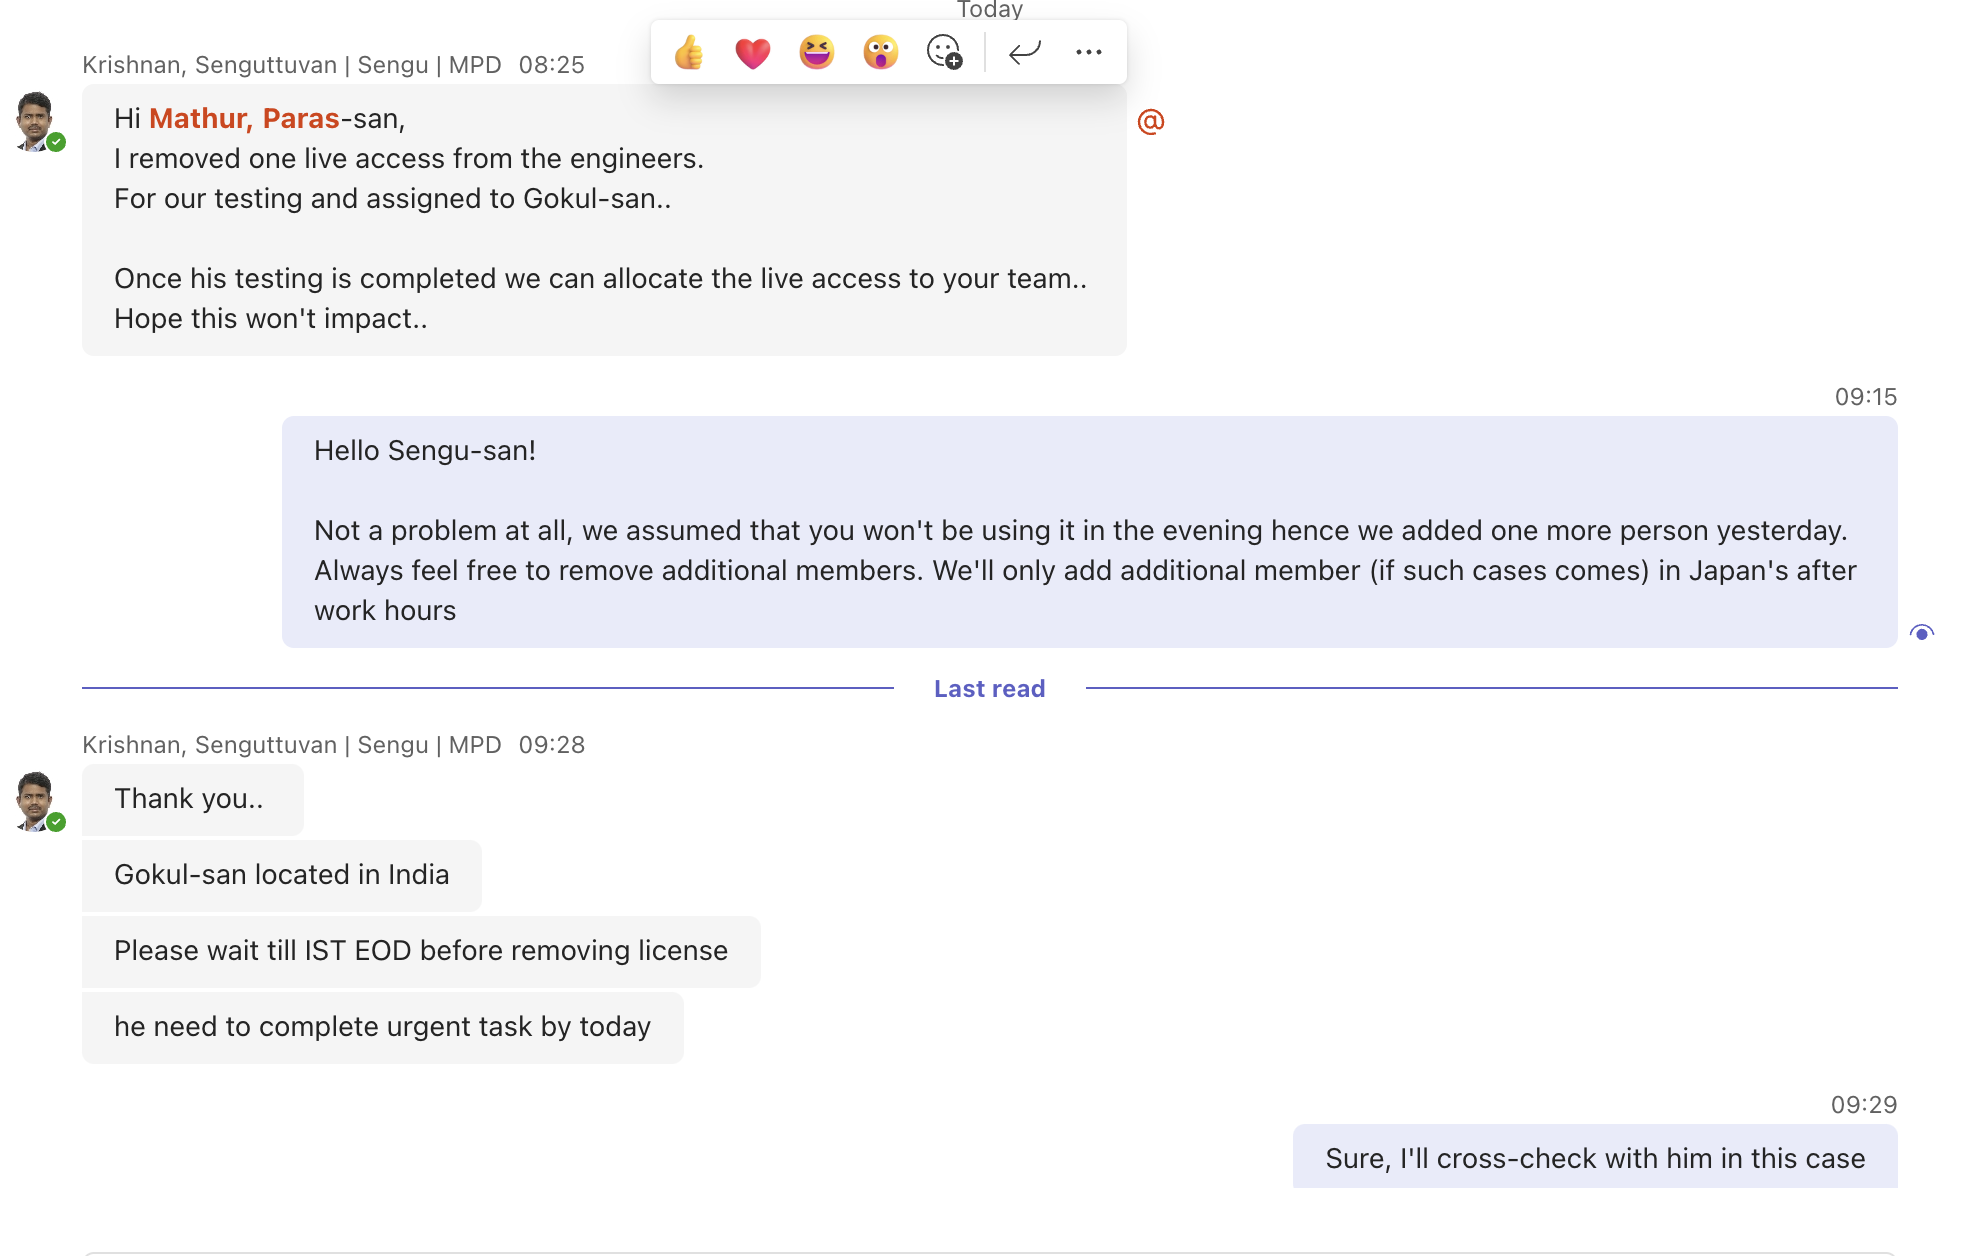 Today
Krishnan, Senguttuvan | Sengu | MPD 08:25
Hi Mathur, Paras-san,
@
I removed one live access from the engineers.
For our testing and assigned to Gokul-san..
Once his testing is completed we can allocate the live access to your team..
Hope this won't impact..
09:15
Hello Sengu-san!
Not a problem at all, we assumed that you won't be using it in the evening hence we added one more person yesterday.
Always feel free to remove additional members. We'll only add additional member (if such cases comes) in Japan's after
work hours
Last read
Krishnan, Senguttuvan | Sengu | MPD 09:28
Thank you..
Gokul-san located in India
Please wait till IST EOD before removing license
he need to complete urgent task by today
09:29
Sure, I'll cross-check with him in this case